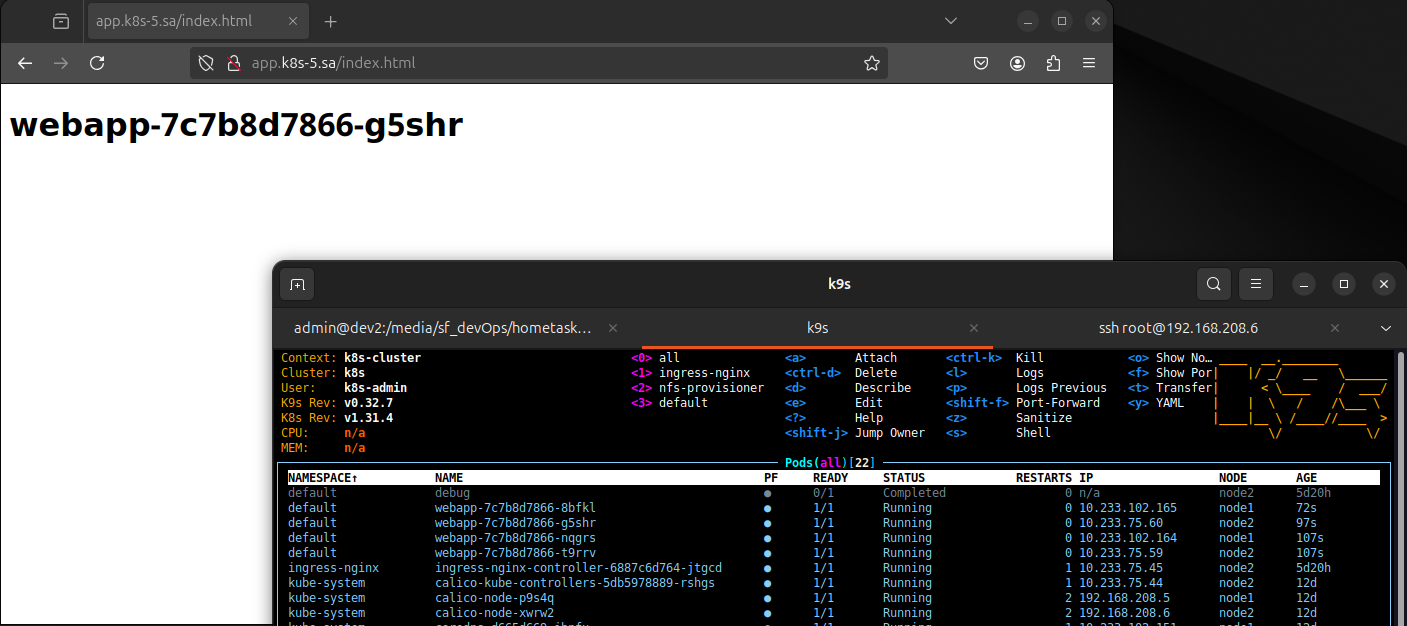 app.k8s-5.sa/index.html
app.k8s-5.sa/index.html
webapp-7c7b8d7866-g5shr
k9s
admin@dev2:/media/sf_devOps/hometask... k9s ssh root@192.168.208.6
Context: k8s-cluster <0> all <a> Attach <ctrl-k> Kill <o> Show No…
Cluster: k8s <1> ingress-nginx <ctrl-d> Delete <l> Logs <f> Show Por
User: k8s-admin <2> nfs-provisioner <d> Describe <p> Logs Previous <t> Transfer
K9s Rev: v0.32.7 <3> default <e> Edit <shift-f> Port-Forward <y> YAML
K8s Rev: v1.31.4 <?> Help <z> Sanitize
CPU: n/a <shift-j> Jump Owner <s> Shell
MEM: n/a
Pods(all)[22]
NAMESPACE↑ NAME PF READY STATUS RESTARTS IP NODE AGE
default debug ● 0/1 Completed 0 n/a node2 5d20h
default webapp-7c7b8d7866-8bfkl ● 1/1 Running 0 10.233.102.165 node1 72s
default webapp-7c7b8d7866-g5shr ● 1/1 Running 0 10.233.75.60 node2 97s
default webapp-7c7b8d7866-nqgrs ● 1/1 Running 0 10.233.102.164 node1 107s
default webapp-7c7b8d7866-t9rrv ● 1/1 Running 0 10.233.75.59 node2 107s
ingress-nginx ingress-nginx-controller-6887c6d764-jtgcd ● 1/1 Running 1 10.233.75.45 node2 5d20h
kube-system calico-kube-controllers-5db5978889-rshgs ● 1/1 Running 1 10.233.75.44 node2 12d
kube-system calico-node-p9s4q ● 1/1 Running 2 192.168.208.5 node1 12d
kube-system calico-node-xwrw2 ● 1/1 Running 2 192.168.208.6 node2 12d